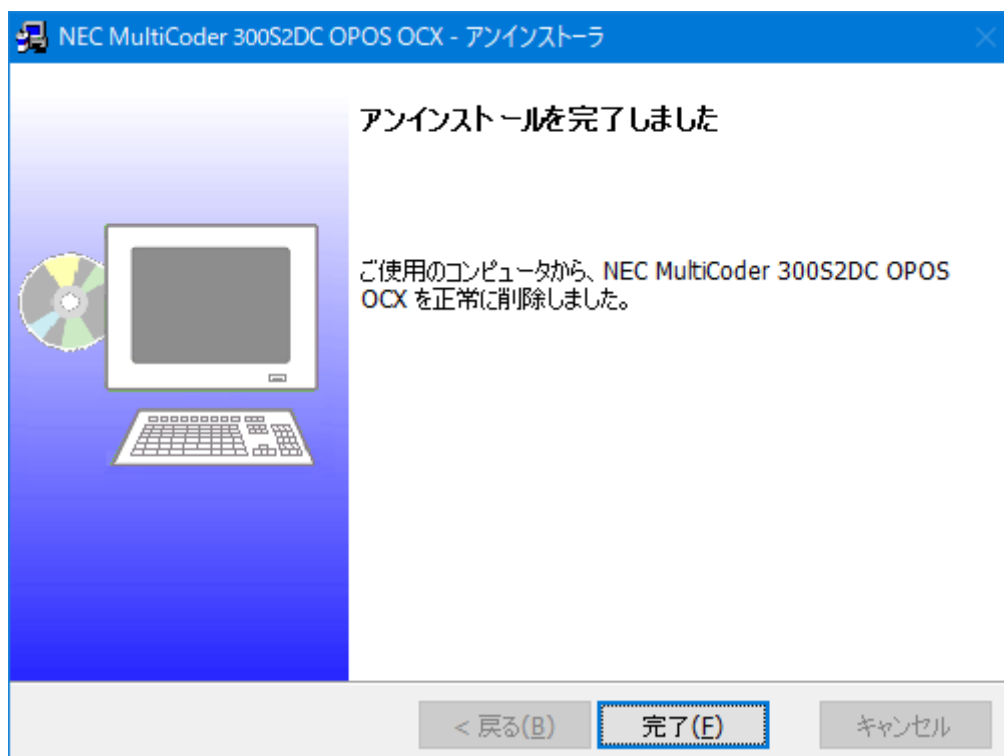 NEC MultiCoder 300S2DC OPOS OCX - アンインストーラ
アンインストールを完了しました
ご使用のコンピュータから、NEC MultiCoder 300S2DC OPOS
OCX を正常に削除しました。
< 戻る(B)
完了(F)
キャンセル